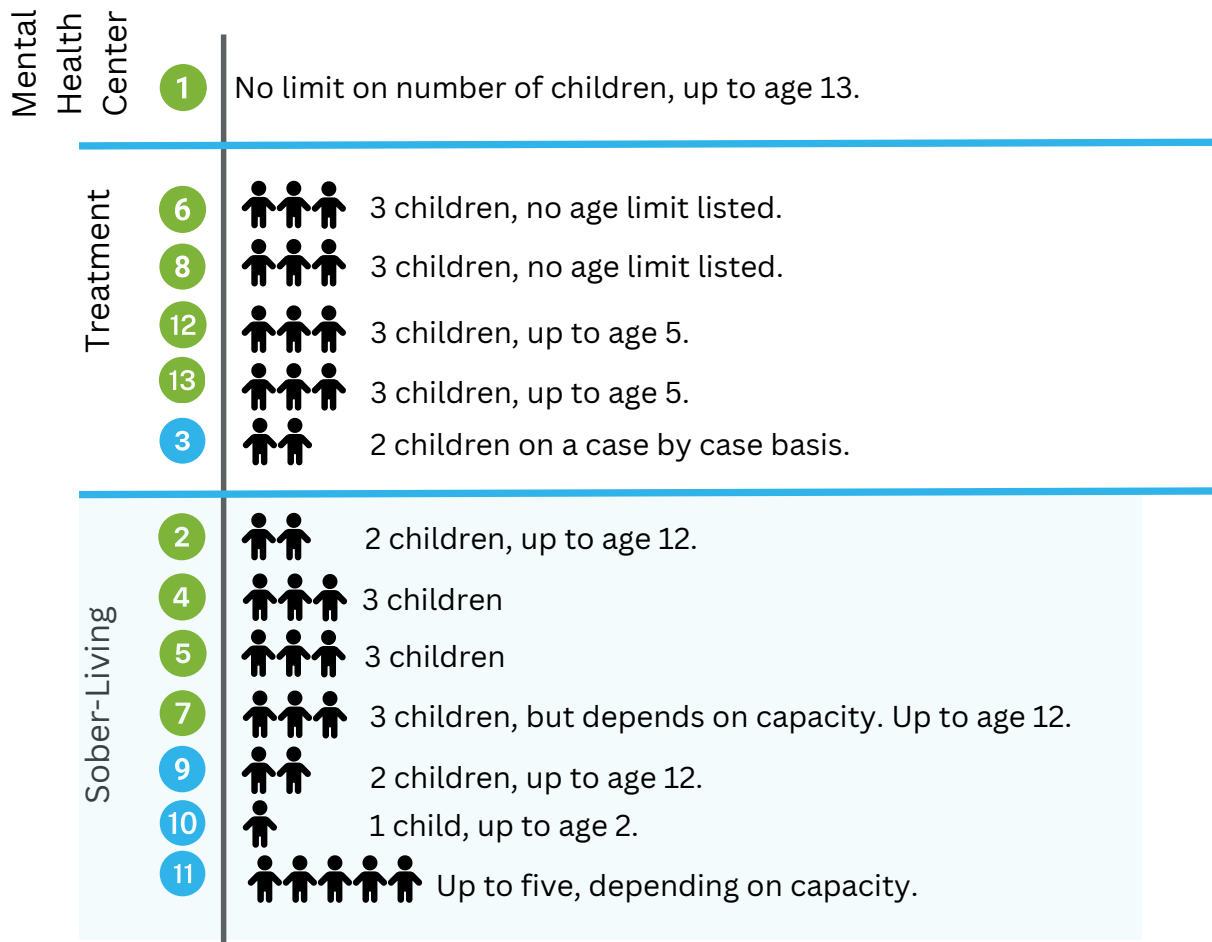 Mental
Health
Center
1 No limit on number of children, up to age 13.
Treatment
6 3 children, no age limit listed.
8 3 children, no age limit listed.
12 3 children, up to age 5.
13 3 children, up to age 5.
3 2 children on a case by case basis.
Sober-Living
2 2 children, up to age 12.
4 3 children
5 3 children
7 3 children, but depends on capacity. Up to age 12.
9 2 children, up to age 12.
10 1 child, up to age 2.
11 Up to five, depending on capacity.